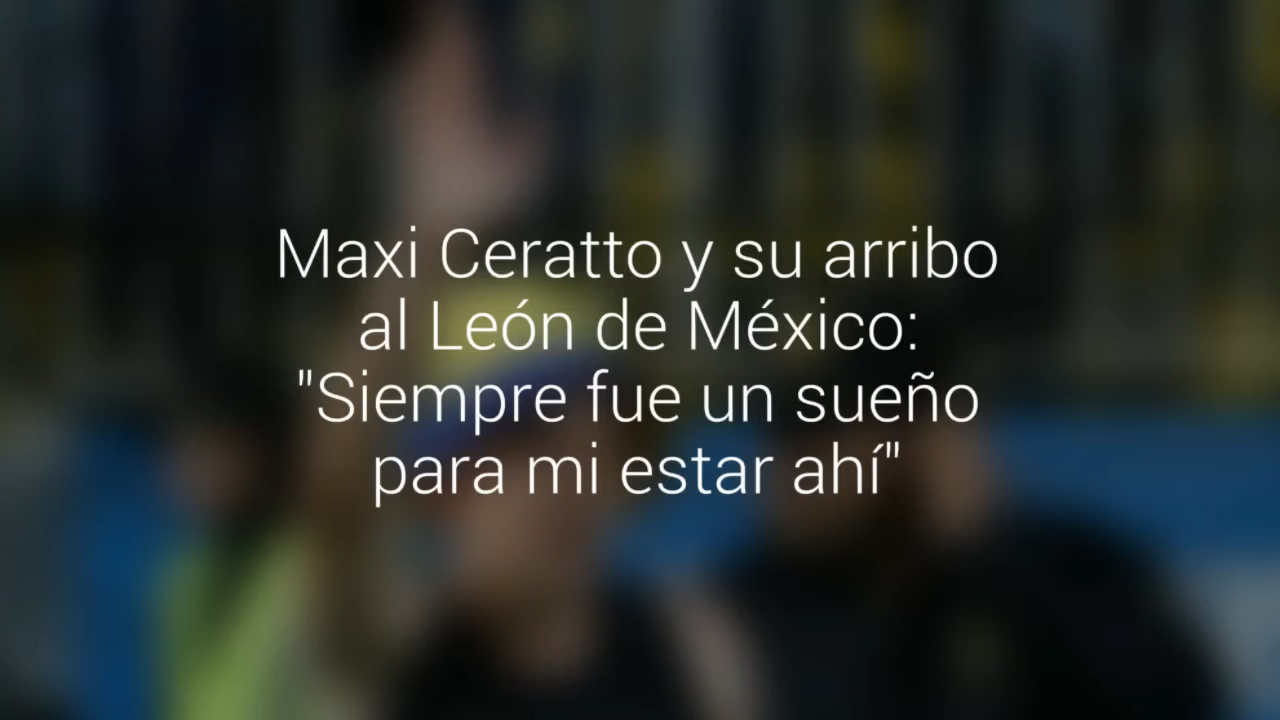 Maxi Ceratto y su arribo
al León de México:
"Siempre fue un sueño
para mi estar ahí"